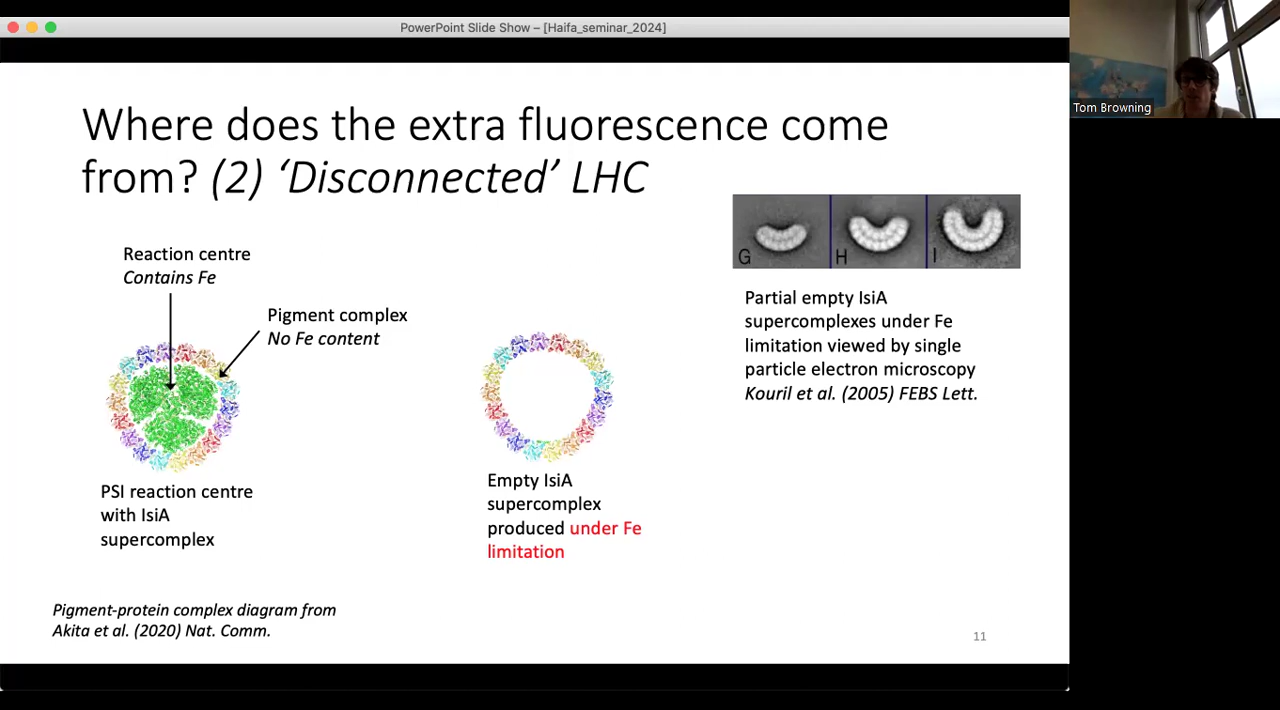 PowerPoint Slide Show – [Haifa_seminar_2024]
Tom Browning
Where does the extra fluorescence come
from? (2) ‘Disconnected’ LHC
Reaction centre
Contains Fe
Pigment complex
No Fe content
PSI reaction centre
with IsiA
supercomplex
Empty IsiA
supercomplex
produced under Fe
limitation
G
H
I
Partial empty IsiA
supercomplexes under Fe
limitation viewed by single
particle electron microscopy
Kouril et al. (2005) FEBS Lett.
Pigment-protein complex diagram from
Akita et al. (2020) Nat. Comm.
11